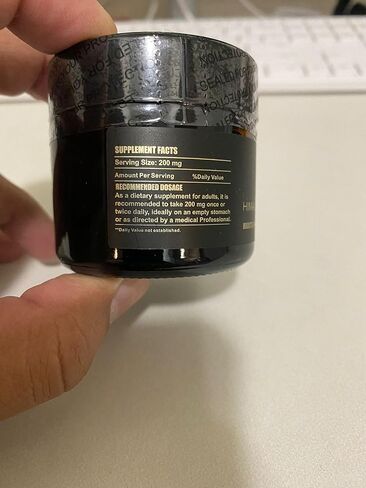 SUPPLEMENT FACTS
Serving Size: 200 mg
Amount Per Serving %Daily Value
RECOMMENDED DOSAGE
As a dietary supplement for adults, it is
recommended to take 200 mg once or
twice daily, ideally on an empty stomach
or as directed by a medical Professional.
**Daily Value not established.